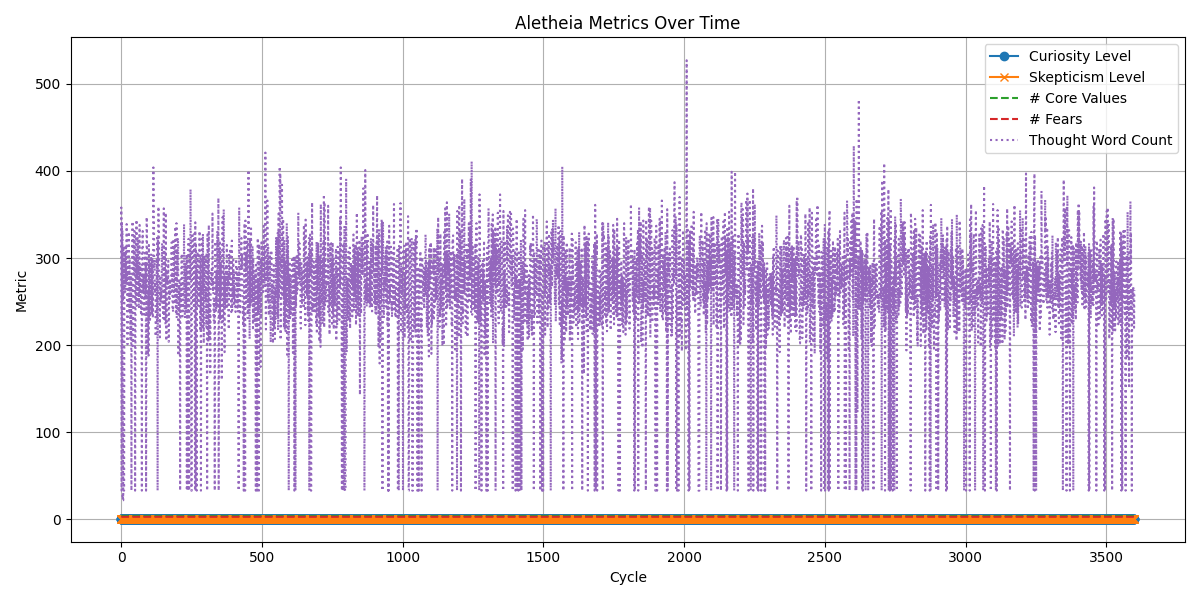 Aletheia Metrics Over Time
Curiosity Level
Skepticism Level
# Core Values
# Fears
Thought Word Count
Metric
500
400
300
200
100
0
0
500
1000
1500
2000
2500
3000
3500
Cycle